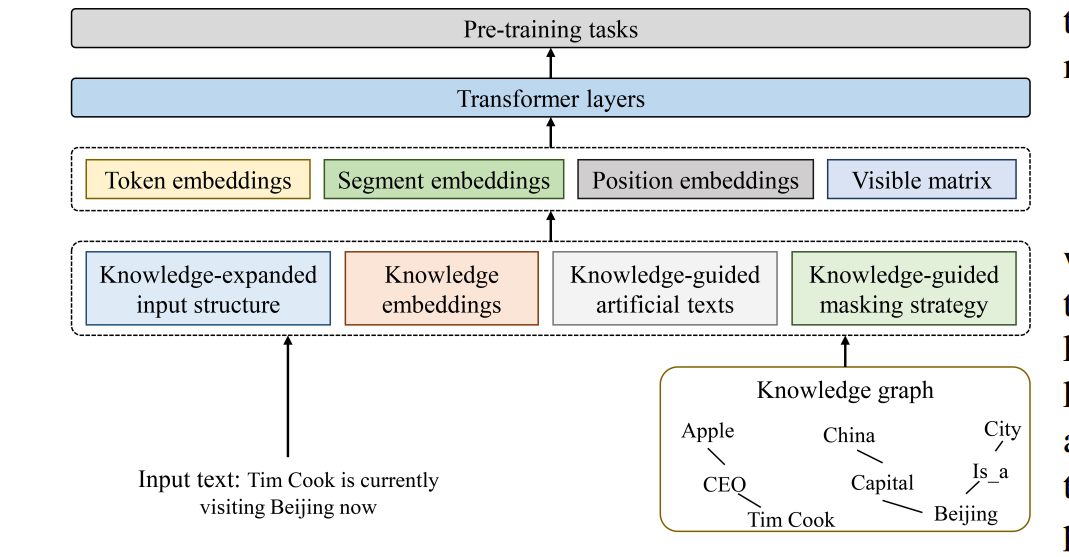 Pre-training tasks
Transformer layers
Token embeddings
Segment embeddings
Position embeddings
Visible matrix
Knowledge-expanded
input structure
Knowledge
embeddings
Knowledge-guided
artificial texts
Knowledge-guided
masking strategy
Input text: Tim Cook is currently
visiting Beijing now
Knowledge graph
Apple
CEO
Tim Cook
China
Capital
Beijing
Is_a
City